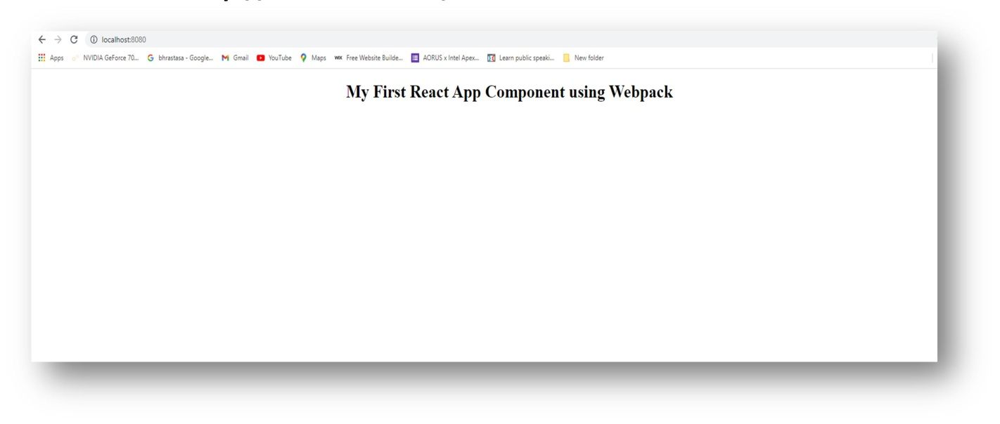 localhost:8080
Apps NVIDIA GeForce 70... G bhrastasa - Google... M Gmail YouTube Maps WIX Free Website Builde... AORUS x Intel Apex... Learn public speaki... New folder
My First React App Component using Webpack